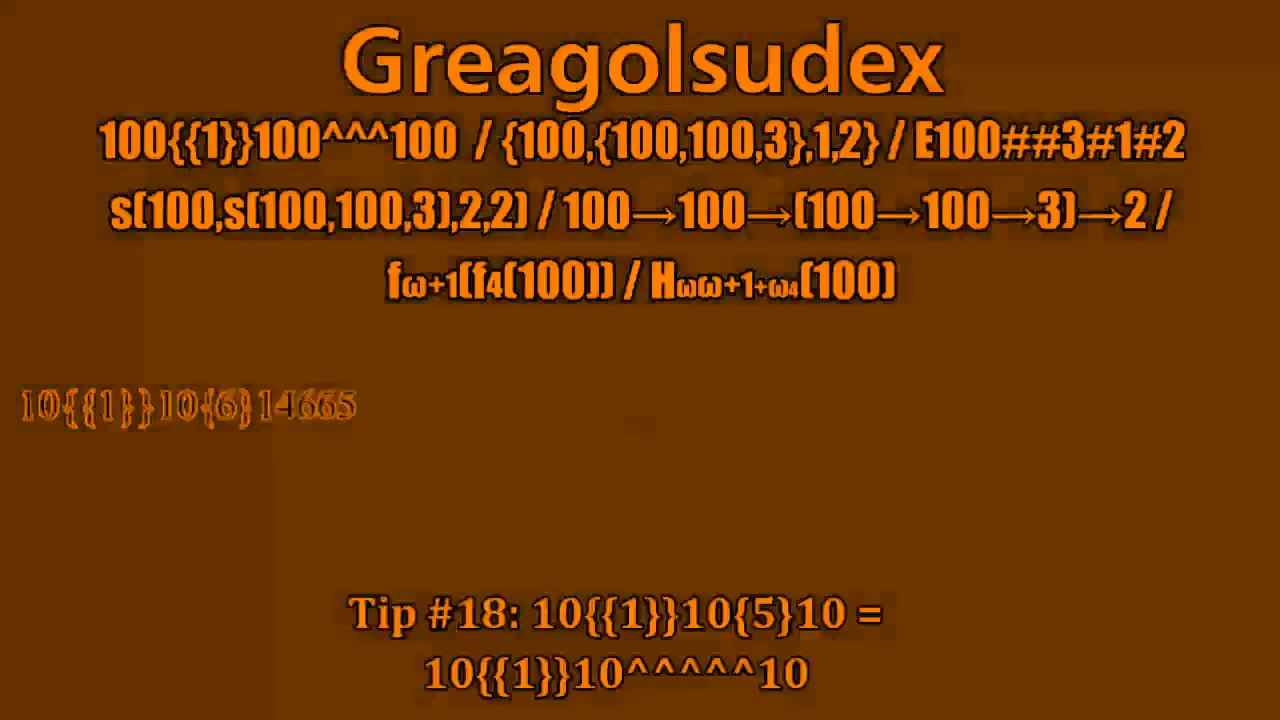 Greagolsudex
100{{1}}100^^^100 / {100,{100,100,3},1,2} / E100##3#1#2
s(100,s(100,100,3),2,2) / 100→100→(100→100→3)→2 /
fω+1(f4(100)) / Hωω+1+ω4(100)
10{{1}}10{6}14665
Tip #18: 10{{1}}10{5}10 =
10{{1}}10^^^^^10